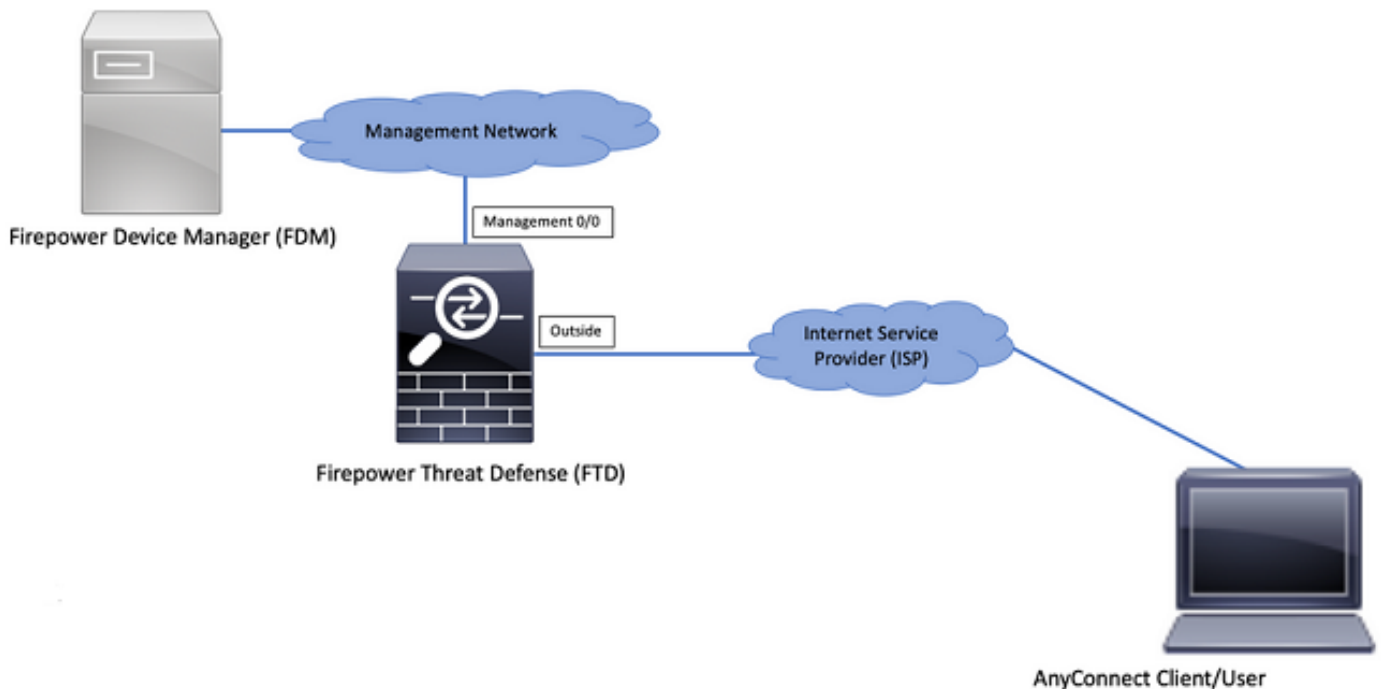 Management Network
Management 0/0
Firepower Device Manager (FDM)
Outside
Internet Service
Provider (ISP)
Firepower Threat Defense (FTD)
AnyConnect Client/User